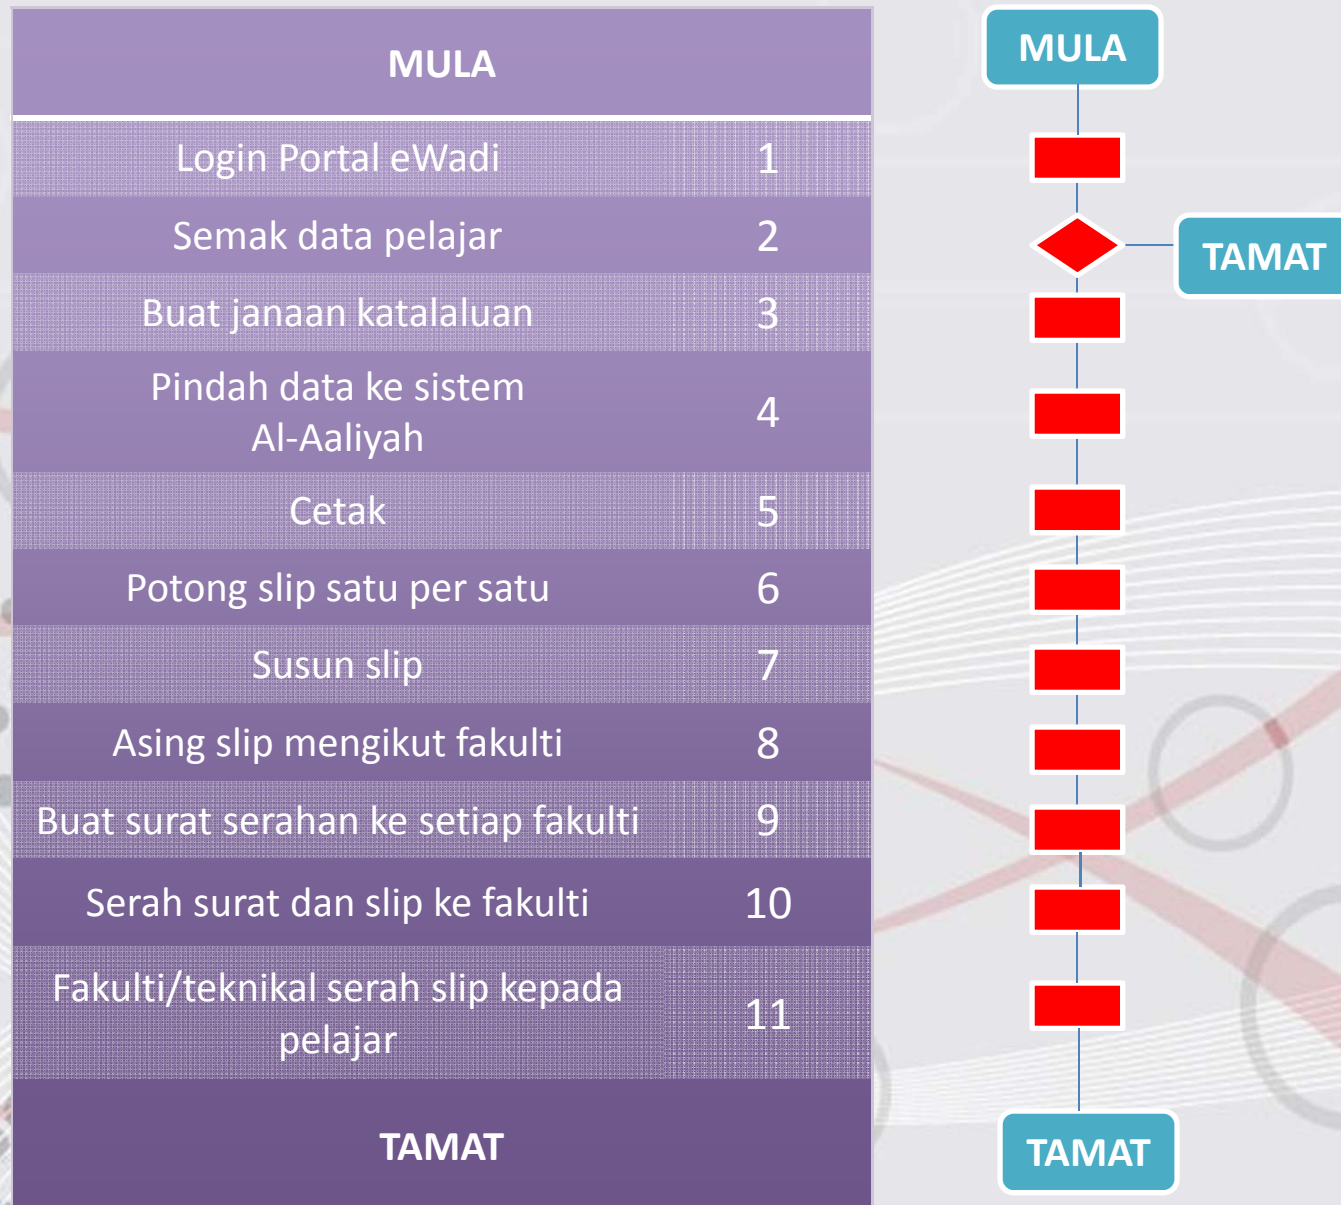 MULA
Login Portal eWadi 1
Semak data pelajar 2
Buat janaan katalaluan 3
Pindah data ke sistem
Al-Aaliyah 4
Cetak 5
Potong slip satu per satu 6
Susun slip 7
Asing slip mengikut fakulti 8
Buat surat serahan ke setiap fakulti 9
Serah surat dan slip ke fakulti 10
Fakulti/teknikal serah slip kepada
pelajar 11
TAMAT
MULA
TAMAT
TAMAT